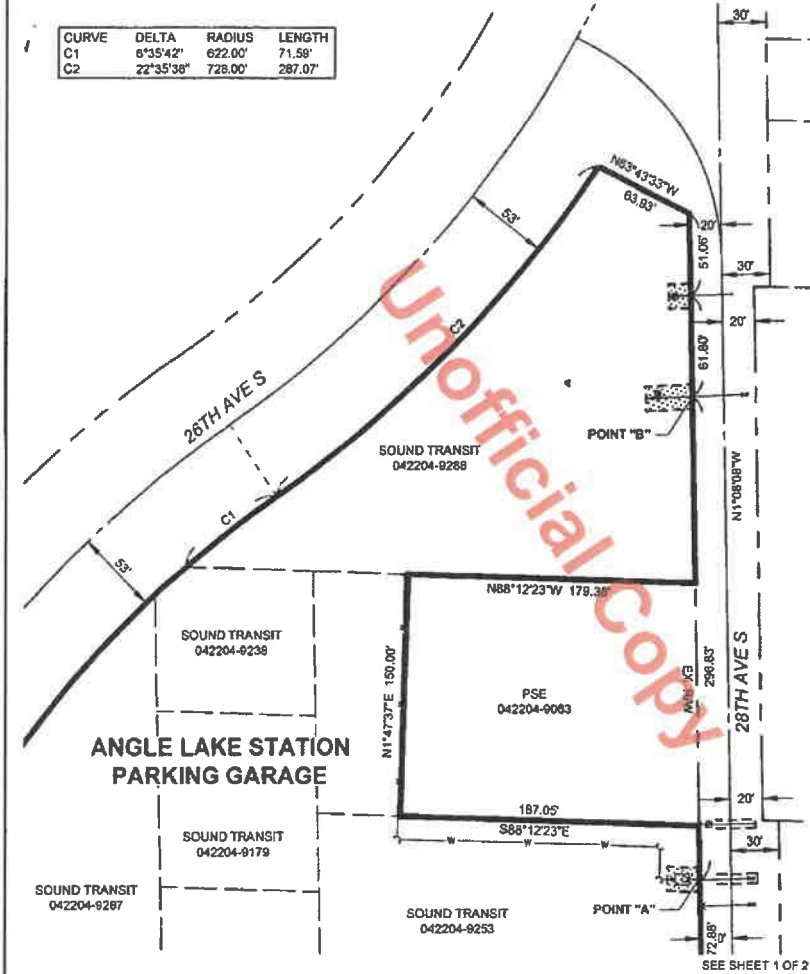 CURVE DELTA RADIUS LENGTH
C1 6°35'42" 622.00' 71.59'
C2 22°35'36" 728.00' 287.07'
30'
N63°43'33"W
63.93'
53'
20'
51.06'
30'
20'
61.80'
C2
26TH AVE S
POINT "B"
SOUND TRANSIT
042204-9288
N1°08'08"W
C1
53'
N88°12'23"W 179.36'
SOUND TRANSIT
042204-9238
N1°47'37"E 150.00'
PSE
042204-9063
EX. R/W
296.83'
28TH AVE S
ANGLE LAKE STATION
PARKING GARAGE
187.05'
S88°12'23"E
20'
30'
W W W
SOUND TRANSIT
042204-9179
SOUND TRANSIT
042204-9287
SOUND TRANSIT
042204-9253
POINT "A"
72.88'
SEE SHEET 1 OF 2
Unofficial Copy